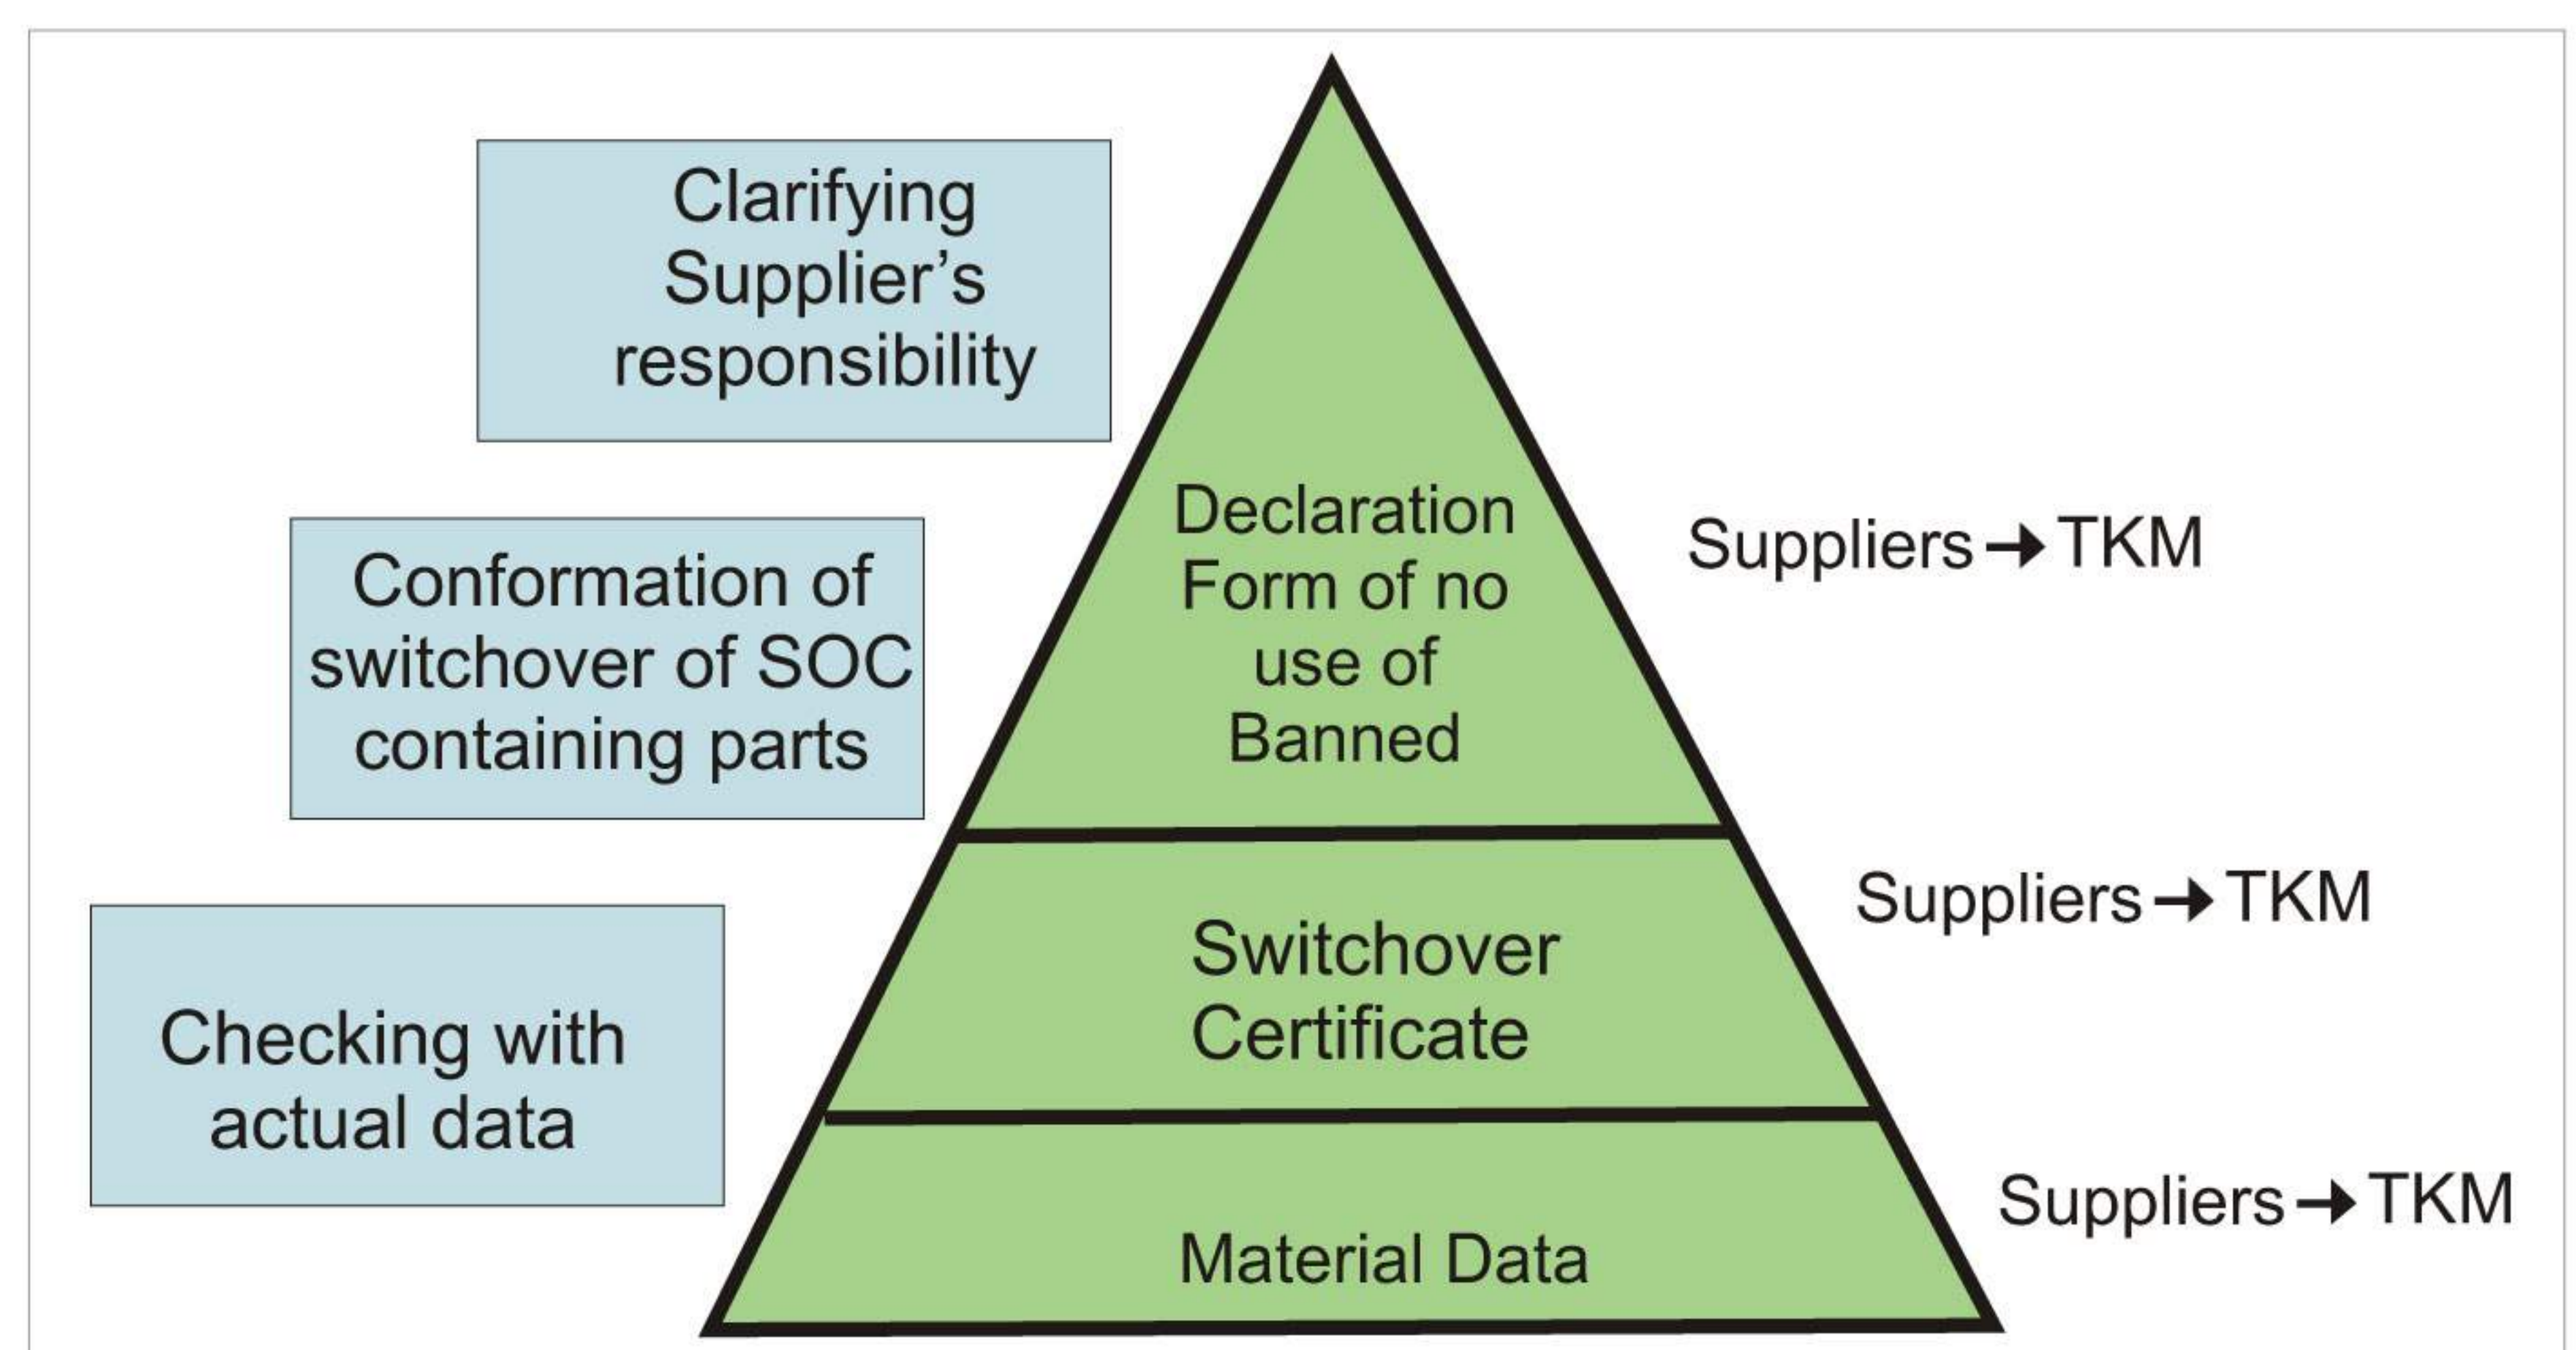 Clarifying
Supplier’s
responsibility
Declaration
Form of no
use of
Banned
Suppliers → TKM
Conformation of
switchover of SOC
containing parts
Suppliers → TKM
Switchover
Certificate
Checking with
actual data
Suppliers → TKM
Material Data